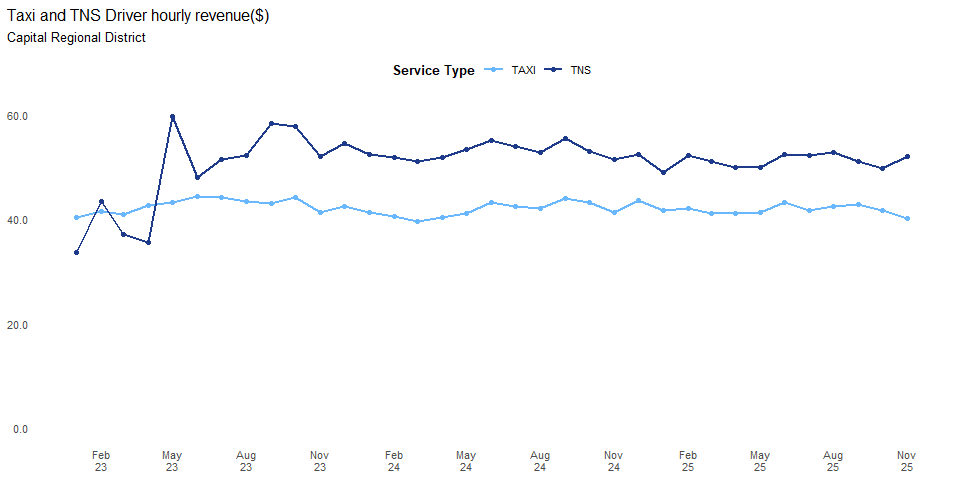 Taxi and TNS Driver hourly revenue($)
Capital Regional District
Service Type TAXI TNS
60.0
40.0
20.0
0.0
Feb May Aug Nov Feb May Aug Nov Feb May Aug Nov
23 23 23 23 24 24 24 24 25 25 25 25